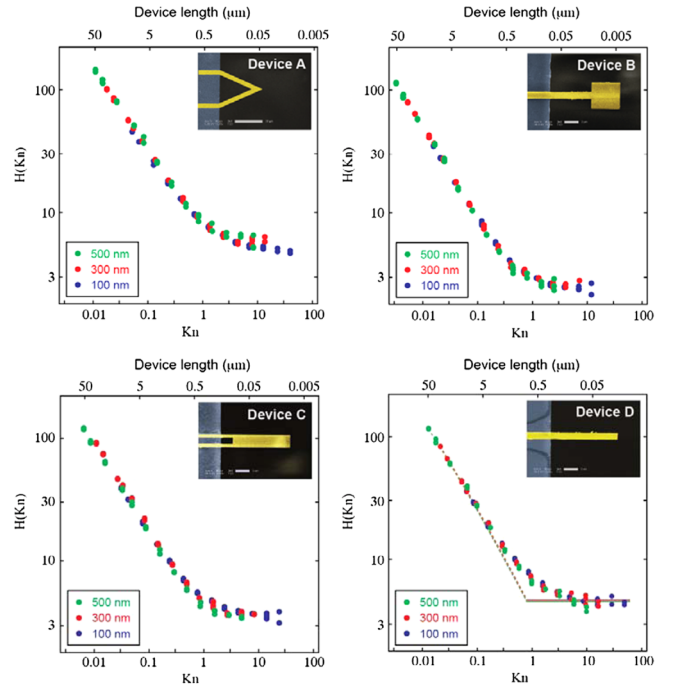 Device length (μm)
50 5 0.5 0.05 0.005
Device A
100
30
10
3
H(Kn)
500 nm
300 nm
100 nm
0.01 0.1 1 10 100
Kn
Device length (μm)
50 5 0.5 0.05 0.005
Device B
100
30
10
3
H(Kn)
500 nm
300 nm
100 nm
0.01 0.1 1 10 100
Kn
Device length (μm)
50 5 0.5 0.05 0.005
Device C
100
30
10
3
H(Kn)
500 nm
300 nm
100 nm
0.01 0.1 1 10 100
Kn
Device length (μm)
50 5 0.5 0.05
Device D
100
30
10
3
H(Kn)
500 nm
300 nm
100 nm
0.01 0.1 1 10 100
Kn